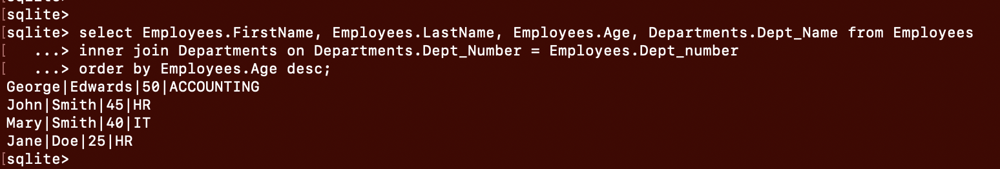 [sqlite>
[sqlite> select Employees.FirstName, Employees.LastName, Employees.Age, Departments.Dept_Name from Employees
[   ...> inner join Departments on Departments.Dept_Number = Employees.Dept_number
[   ...> order by Employees.Age desc;
George|Edwards|50|ACCOUNTING
John|Smith|45|HR
Mary|Smith|40|IT
Jane|Doe|25|HR
[sqlite>